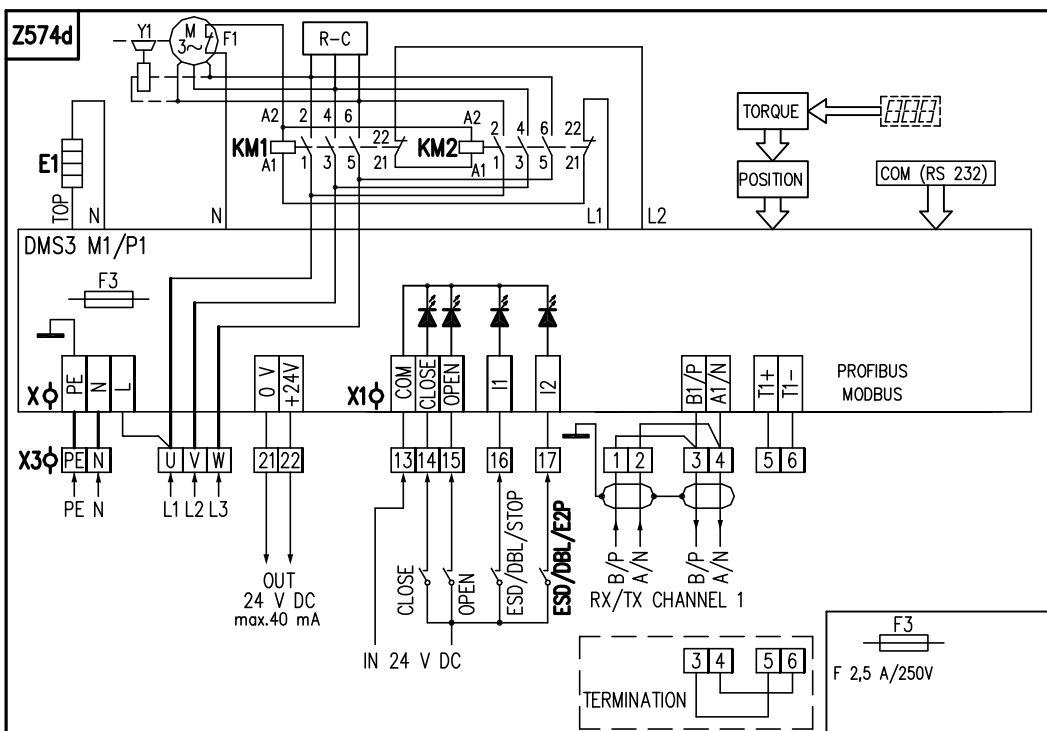 Z574d
Y1
M
3~
F1
R-C
A2 2 4 6
22
A2
2 4 6 22
KM1
KM2
A1 1 3 5
21
A1
1 3 5 21
E1
TOP
N
N
L1
L2
TORQUE
POSITION
COM (RS 232)
DMS3 M1/P1
F3
X
PE N L
0 V +24V
X1
COM CLOSE OPEN I1 I2
B1/P A1/N
T1+ T1-
PROFIBUS
MODBUS
X3
PE N
U V W
21 22
13 14 15 16 17
1 2 3 4 5 6
PE N
L1 L2 L3
OUT
24 V DC
max.40 mA
CLOSE
OPEN
ESD/DBL/STOP
ESD/DBL/E2P
IN 24 V DC
B/P A/N B/P A/N
RX/TX CHANNEL 1
TERMINATION
3 4 5 6
F3
F 2,5 A/250V